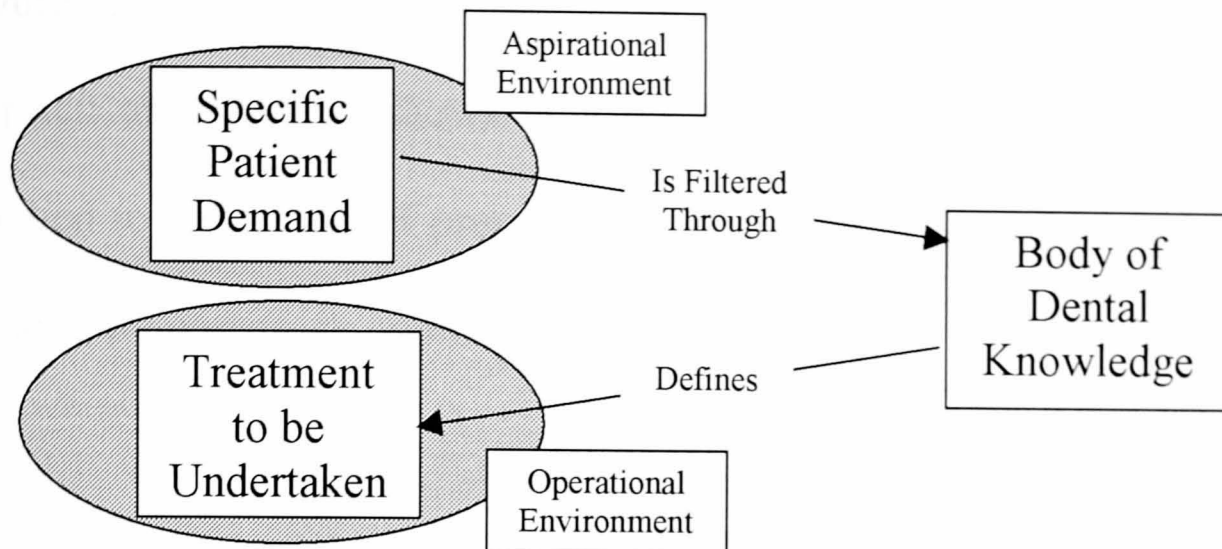 Aspirational
Environment
Specific
Patient
Demand
Is Filtered
Through
Body of
Dental
Knowledge
Treatment
to be
Undertaken
Defines
Operational
Environment